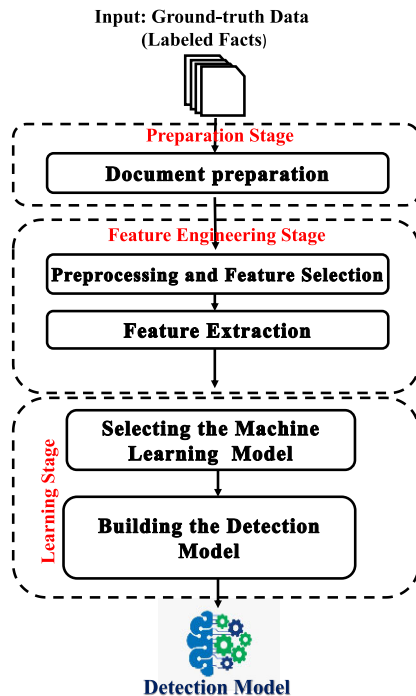 Input: Ground-truth Data
(Labeled Facts)
Preparation Stage
Document preparation
Feature Engineering Stage
Preprocessing and Feature Selection
Feature Extraction
Learning Stage
Selecting the Machine
Learning Model
Building the Detection
Model
Detection Model